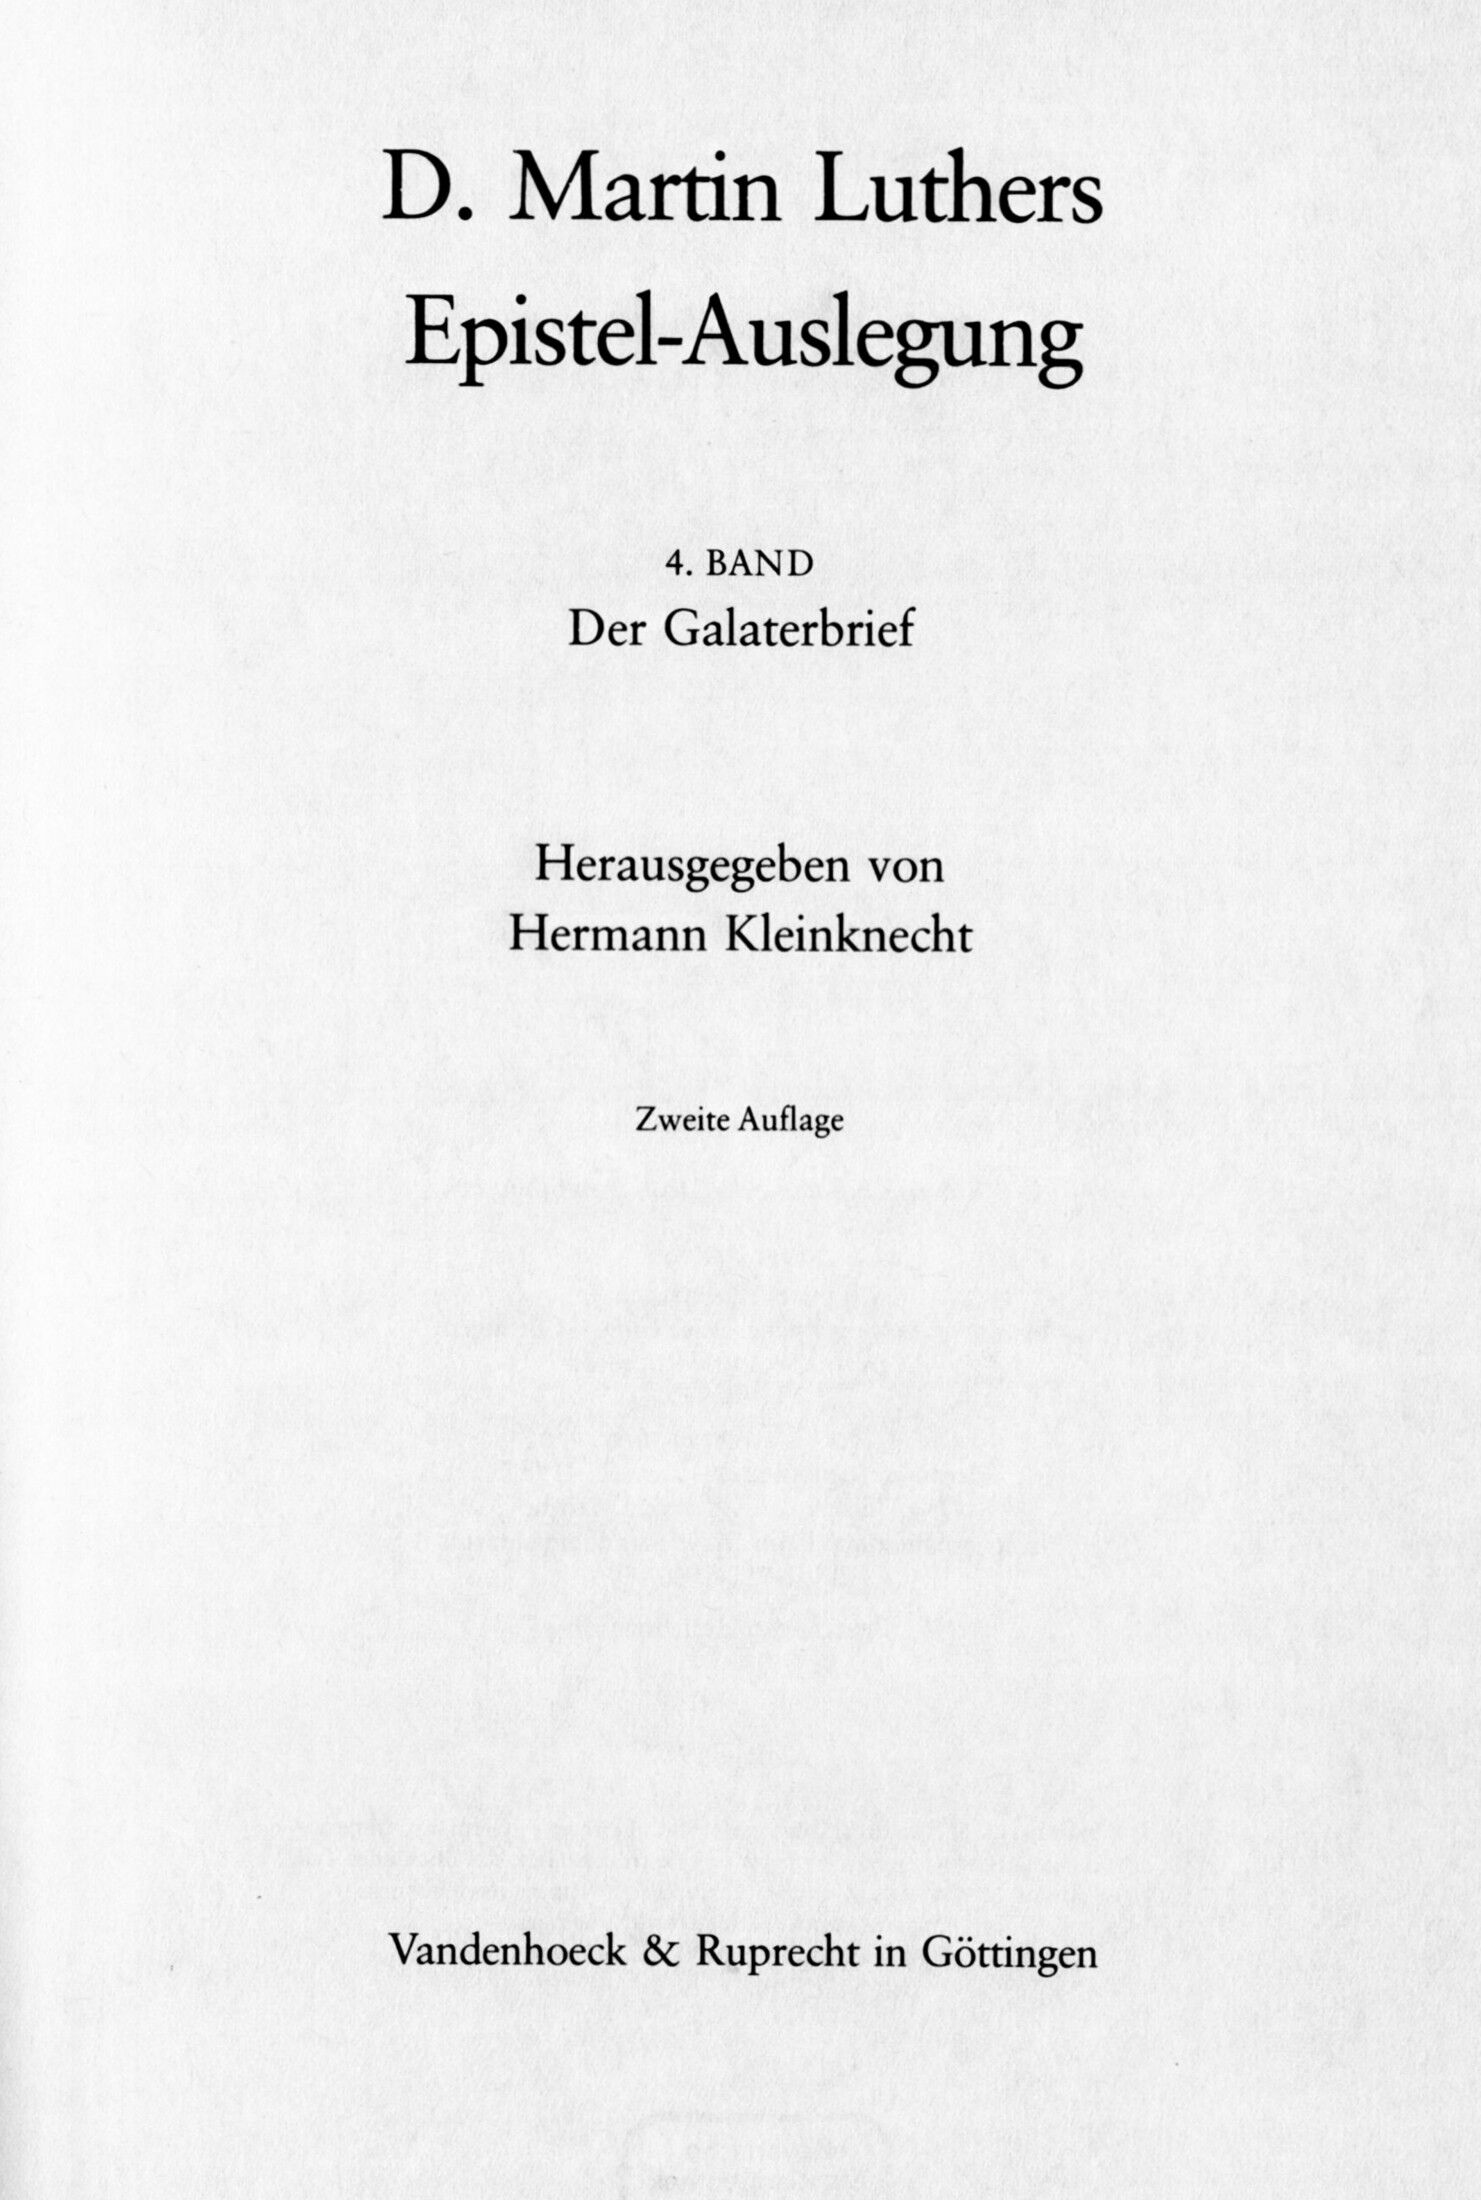 D. Martin Luthers
Epistel-Auslegung
4. BAND
Der Galaterbrief
Herausgegeben von
Hermann Kleinknecht
Zweite Auflage
Vandenhoeck & Ruprecht in Göttingen